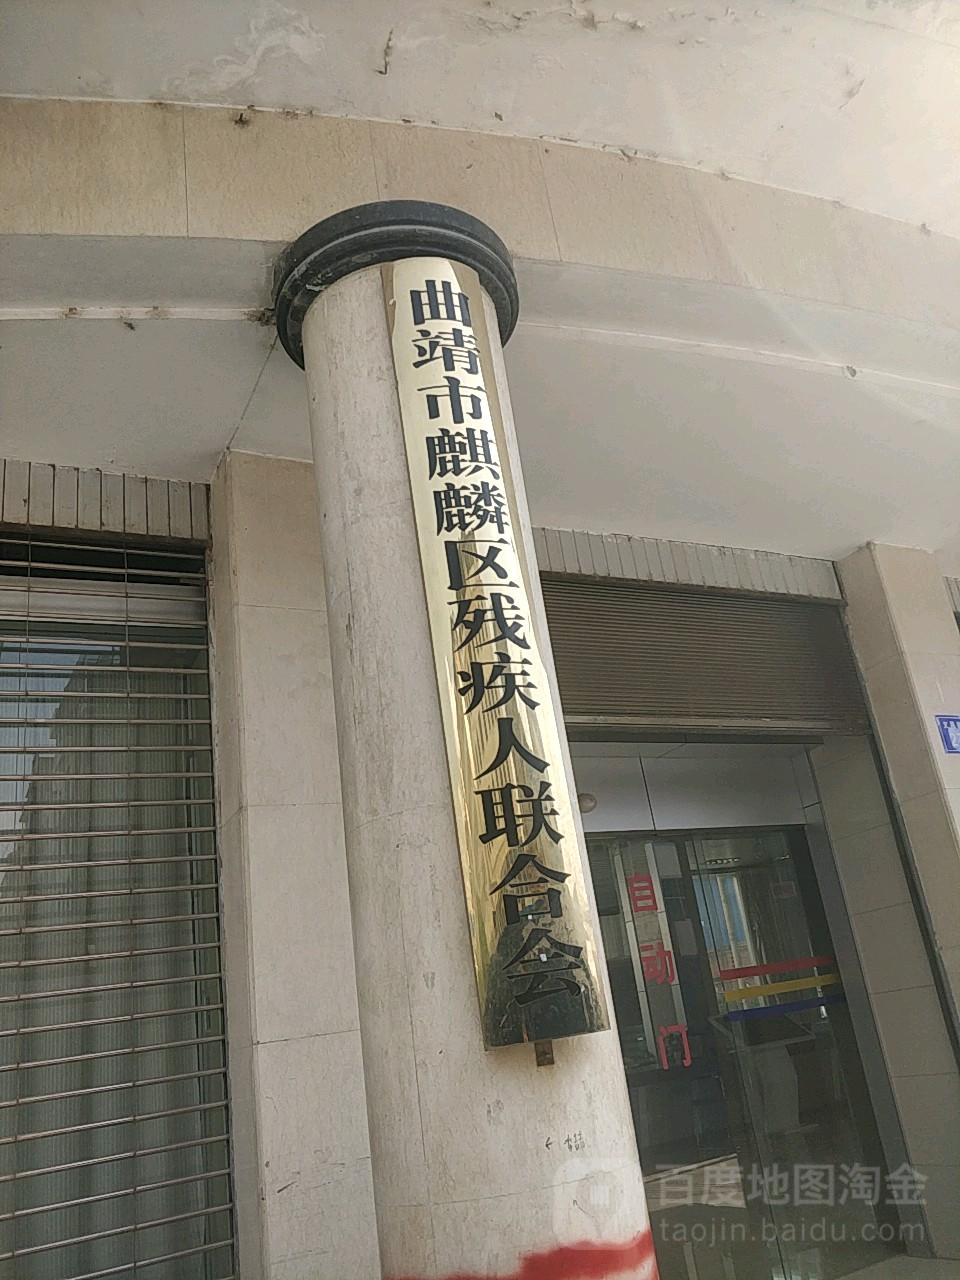 曲靖市麒麟区残疾人联合会
自动门
百度地图淘金
taojin.baidu.com